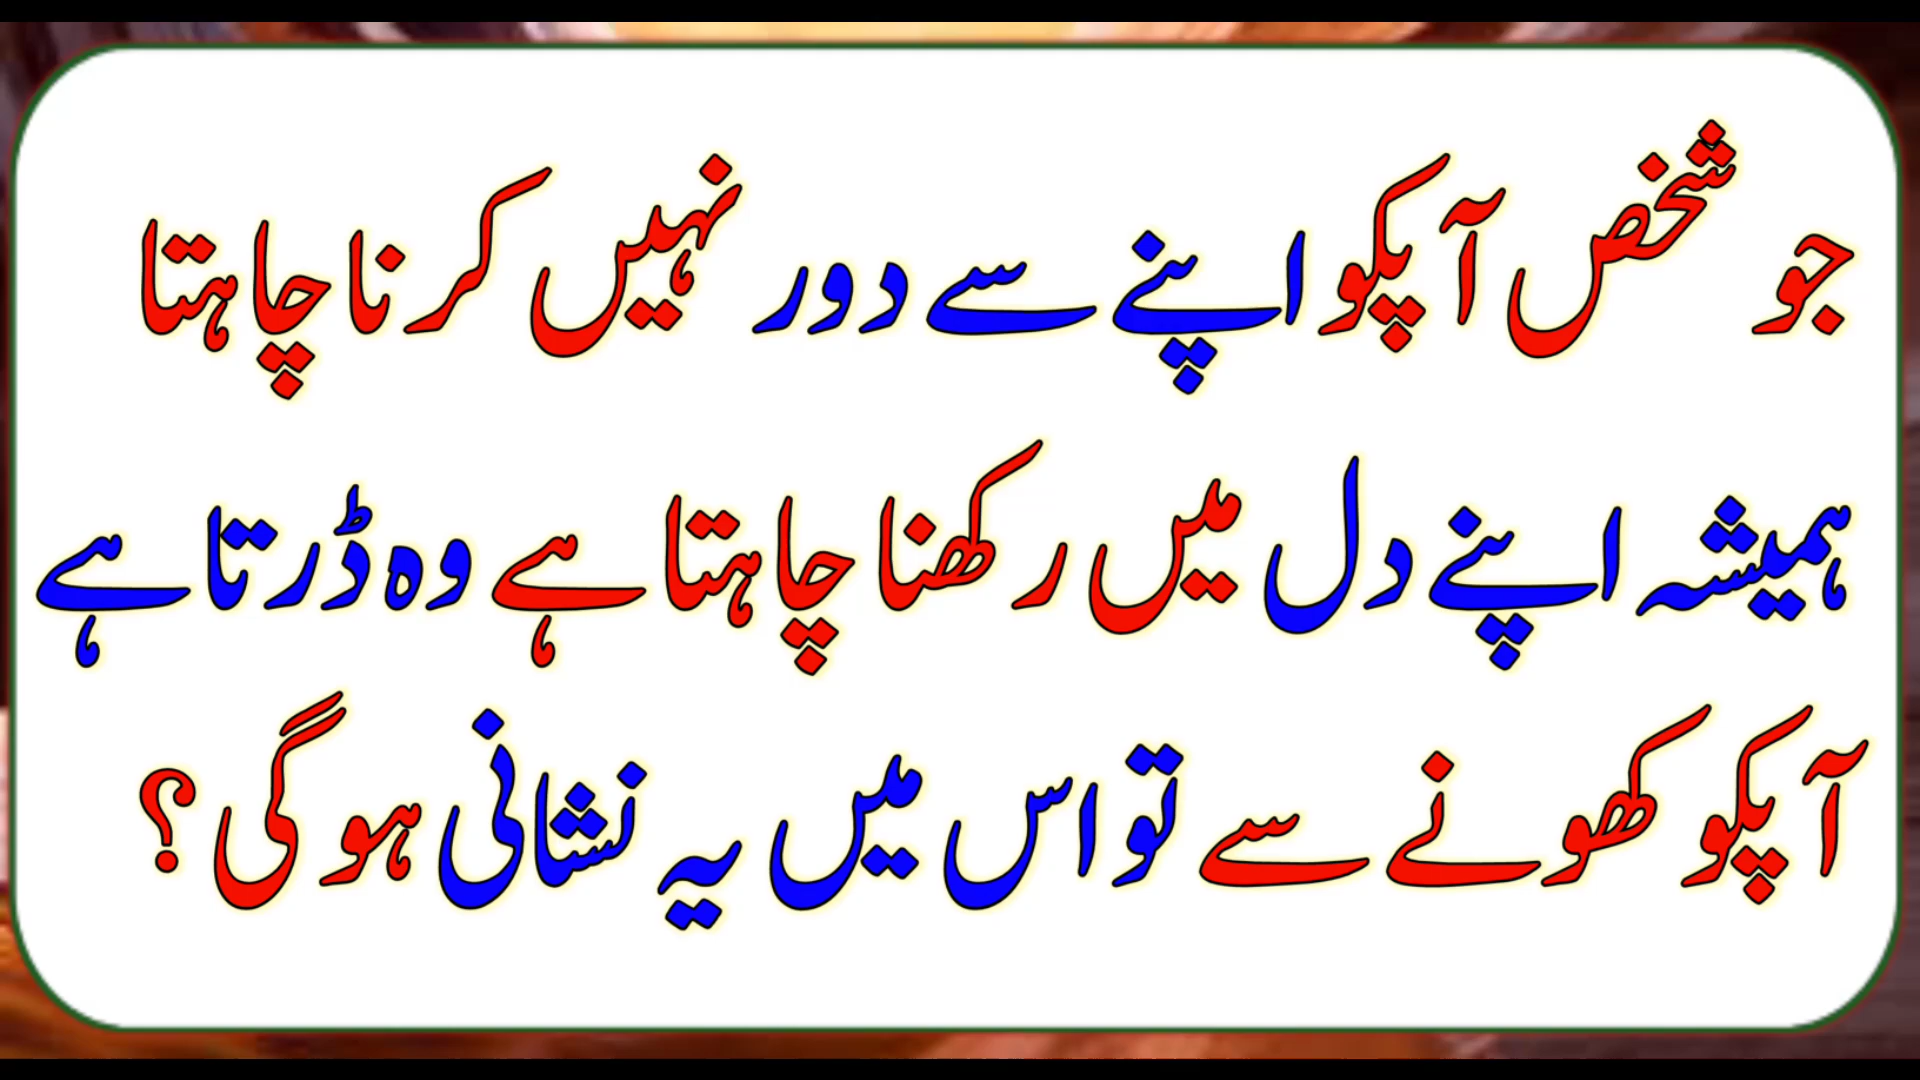 جو شخص آپکو اپنے سے دور نہیں کرنا چاہتا
ہمیشہ اپنے دل میں رکھنا چاہتا ہے وہ ڈرتا ہے
آپکو کھونے سے تو اس میں یہ نشانی ہو گی؟